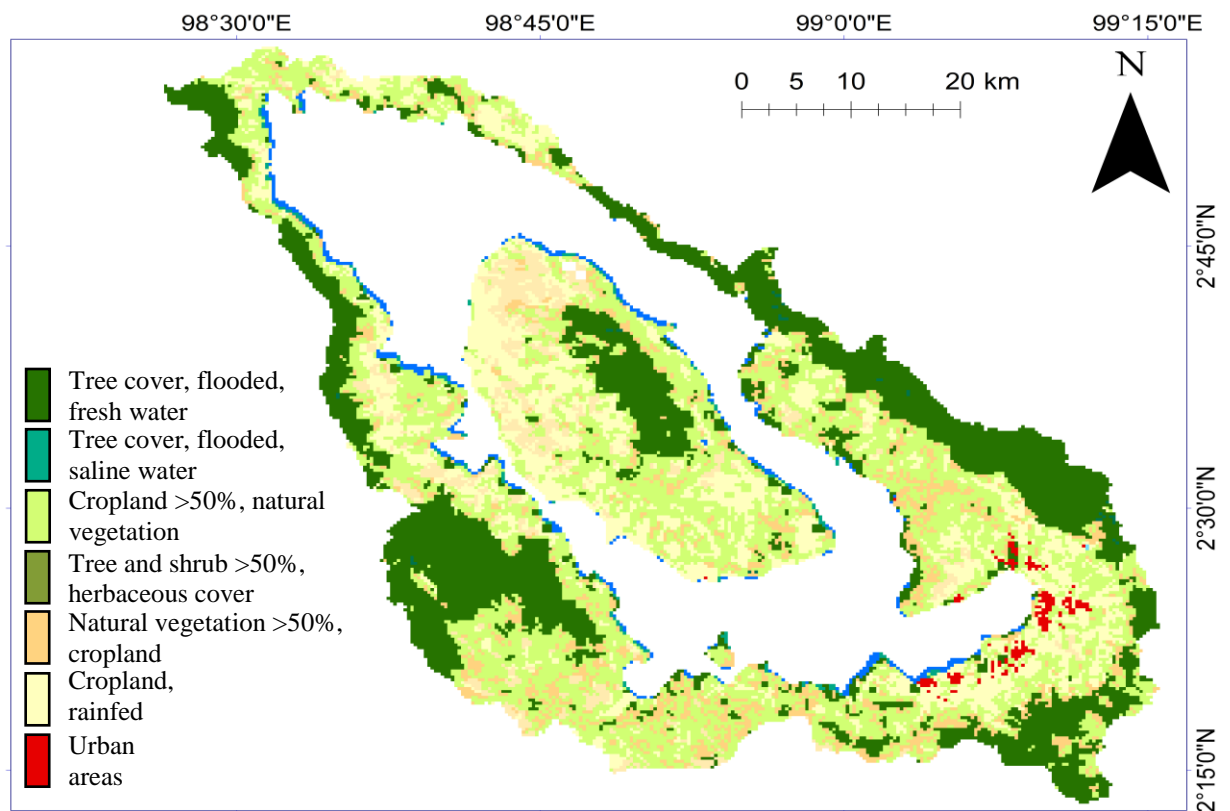 98°30'0"E 98°45'0"E 99°0'0"E 99°15'0"E
0 5 10 20 km
N
2°45'0"N
2°30'0"N
2°15'0"N
Tree cover, flooded,
fresh water
Tree cover, flooded,
saline water
Cropland >50%, natural
vegetation
Tree and shrub >50%,
herbaceous cover
Natural vegetation >50%,
cropland
Cropland,
rainfed
Urban
areas